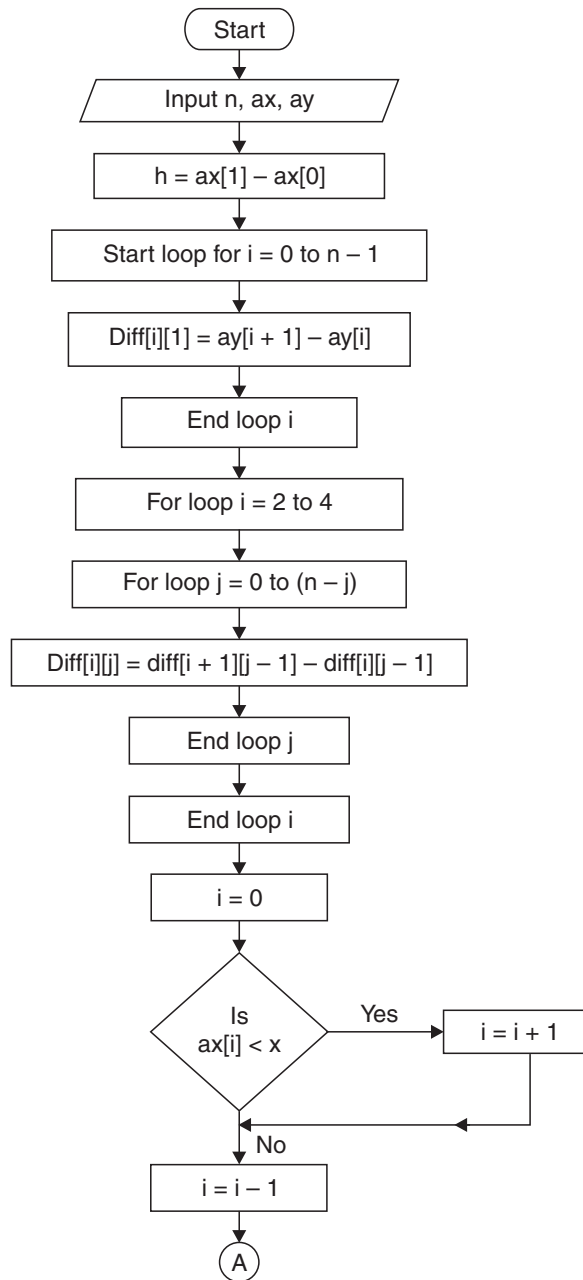 Start
Input n, ax, ay
h = ax[1] – ax[0]
Start loop for i = 0 to n – 1
Diff[i][1] = ay[i + 1] – ay[i]
End loop i
For loop i = 2 to 4
For loop j = 0 to (n – j)
Diff[i][j] = diff[i + 1][j – 1] – diff[i][j – 1]
End loop j
End loop i
i = 0
Is
ax[i] < x
Yes
i = i + 1
No
i = i – 1
A